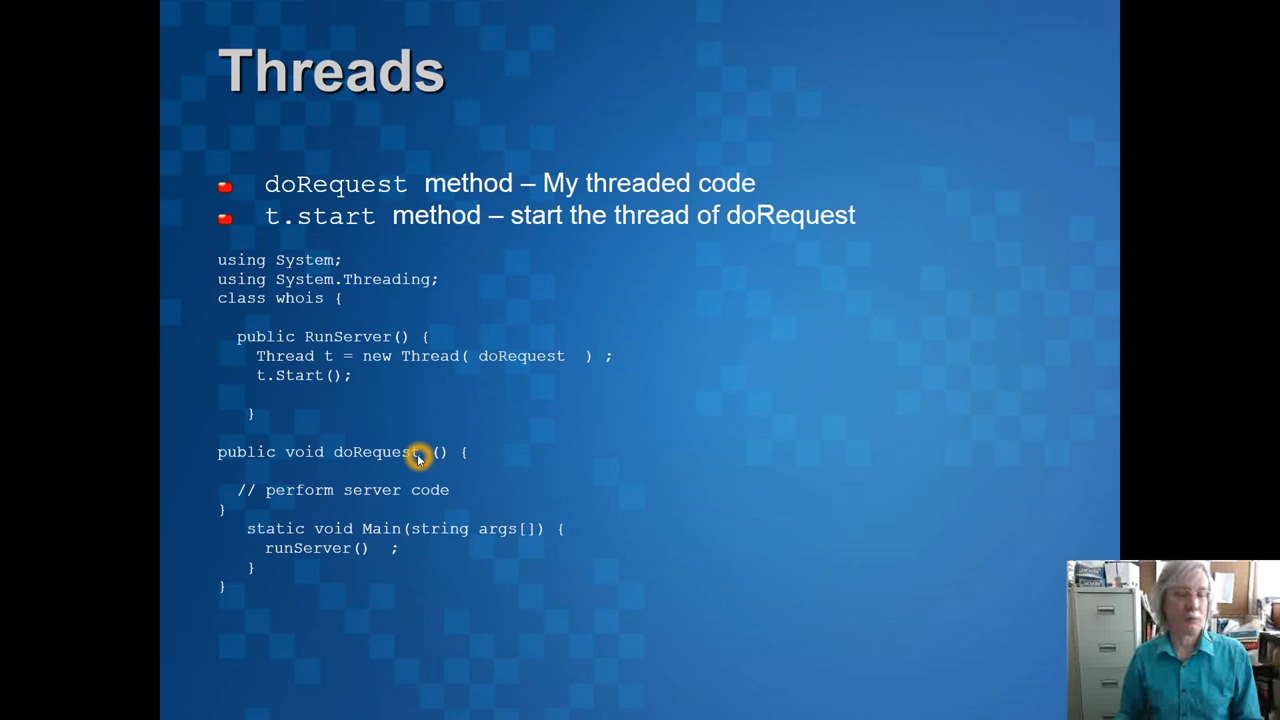 Threads
doRequest method – My threaded code
t.start method – start the thread of doRequest
using System;
using System.Threading;
class whois {
public RunServer() {
Thread t = new Thread( doRequest ) ;
t.Start();
}
public void doRequest () {
// perform server code
}
static void Main(string args[]) {
runServer() ;
}
}